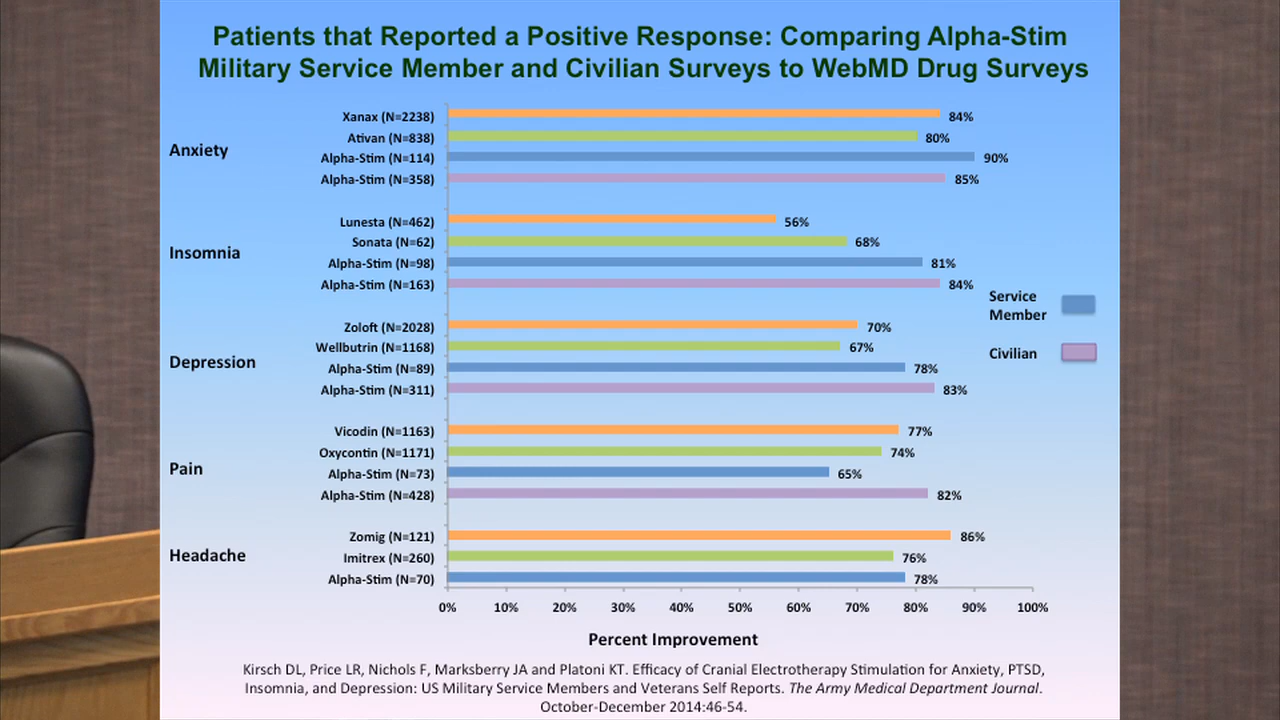 Patients that Reported a Positive Response: Comparing Alpha-Stim
Military Service Member and Civilian Surveys to WebMD Drug Surveys
Anxiety
Xanax (N=2238) 84%
Ativan (N=838) 80%
Alpha-Stim (N=114) 90%
Alpha-Stim (N=358) 85%
Insomnia
Lunesta (N=462) 56%
Sonata (N=62) 68%
Alpha-Stim (N=98) 81%
Alpha-Stim (N=163) 84%
Service
Member
Civilian
Depression
Zoloft (N=2028) 70%
Wellbutrin (N=1168) 67%
Alpha-Stim (N=89) 78%
Alpha-Stim (N=311) 83%
Pain
Vicodin (N=1163) 77%
Oxycontin (N=1171) 74%
Alpha-Stim (N=73) 65%
Alpha-Stim (N=428) 82%
Headache
Zomig (N=121) 86%
Imitrex (N=260) 76%
Alpha-Stim (N=70) 78%
0% 10% 20% 30% 40% 50% 60% 70% 80% 90% 100%
Percent Improvement
Kirsch DL, Price LR, Nichols F, Marksberry JA and Platoni KT. Efficacy of Cranial Electrotherapy Stimulation for Anxiety, PTSD,
Insomnia, and Depression: US Military Service Members and Veterans Self Reports. The Army Medical Department Journal.
October-December 2014:46-54.